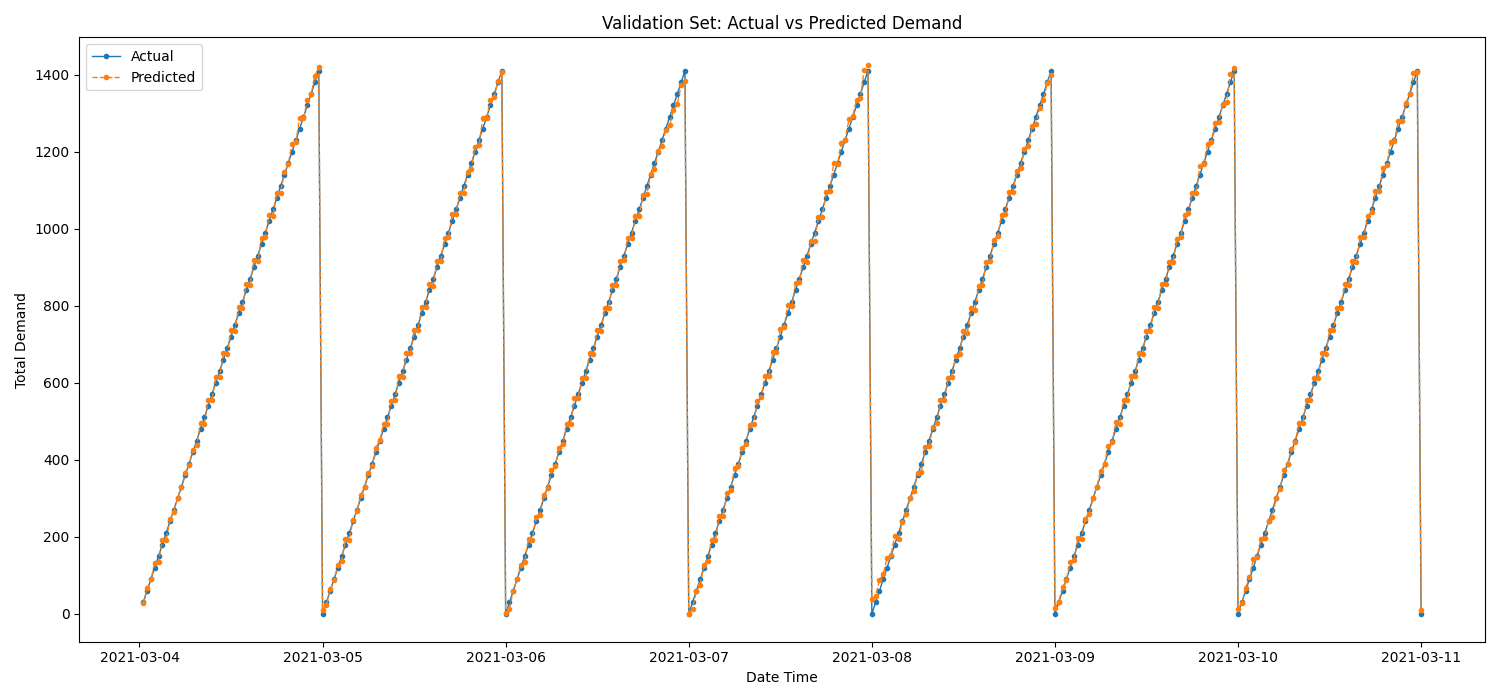 Validation Set: Actual vs Predicted Demand
Actual
Predicted
Total Demand
1400
1200
1000
800
600
400
200
0
2021-03-04 2021-03-05 2021-03-06 2021-03-07 2021-03-08 2021-03-09 2021-03-10 2021-03-11
Date Time